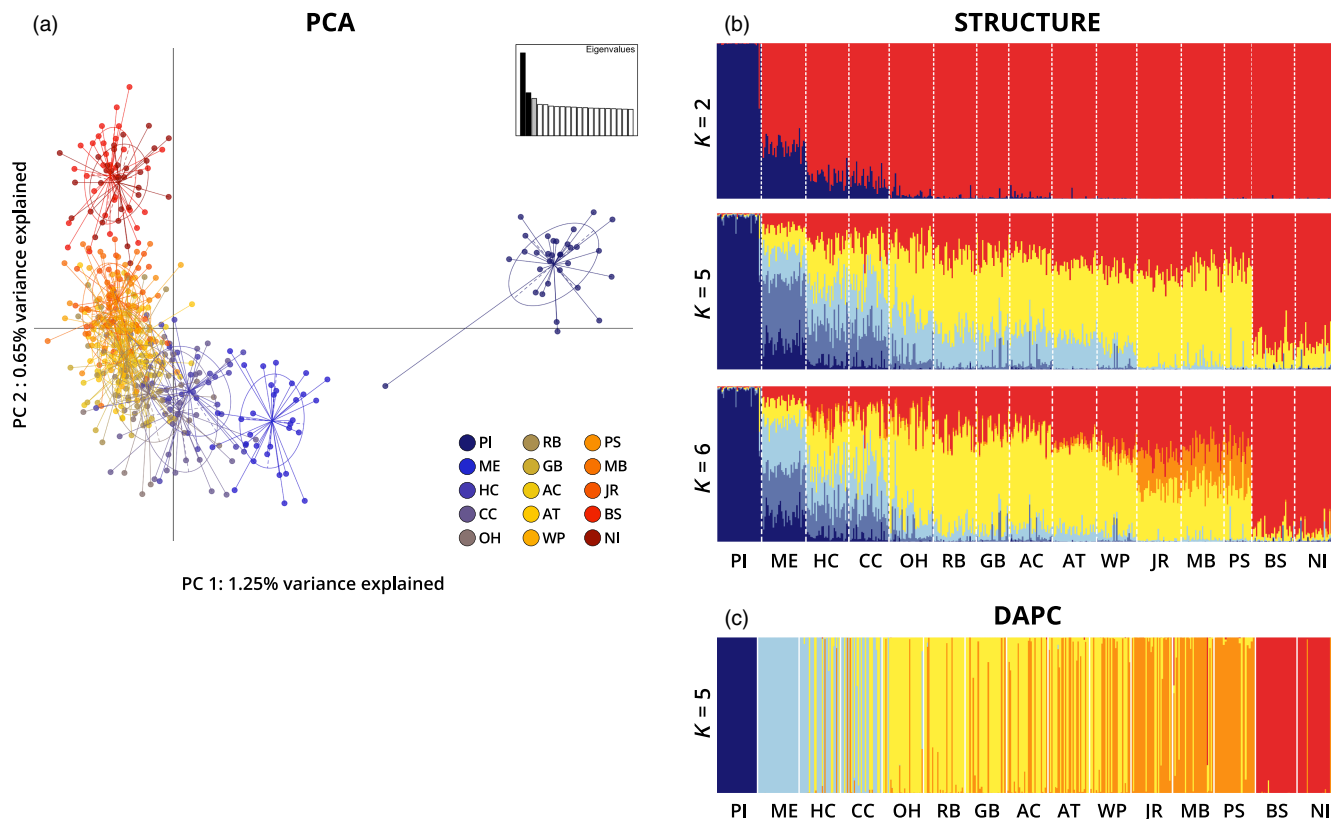 (a)
PCA
Eigenvalues
PC 2 : 0.65% variance explained
PI
ME
HC
CC
OH
RB
GB
AC
AT
WP
PS
MB
JR
BS
NI
PC 1: 1.25% variance explained
(b)
STRUCTURE
K = 2
K = 5
K = 6
PI ME HC CC OH RB GB AC AT WP JR MB PS BS NI
(c)
DAPC
K = 5
PI ME HC CC OH RB GB AC AT WP JR MB PS BS NI